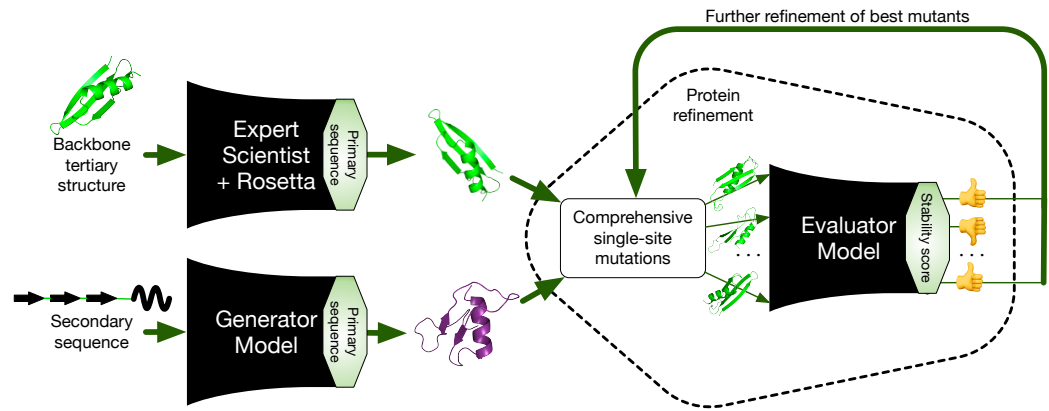 Further refinement of best mutants
Protein
refinement
Backbone
tertiary
structure
Expert
Scientist
+ Rosetta
Primary
sequence
Comprehensive
single-site
mutations
. . . .
Evaluator
Model
Stability score
. . . .
Secondary
sequence
Generator
Model
Primary
sequence